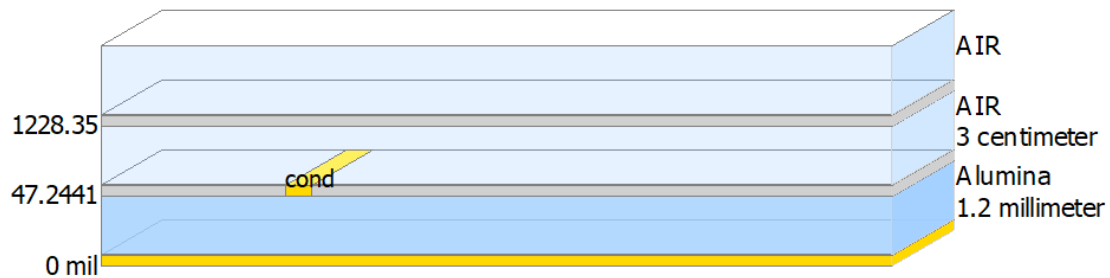 AIR
1228.35
AIR
3 centimeter
cond
47.2441
Alumina
1.2 millimeter
0 mil